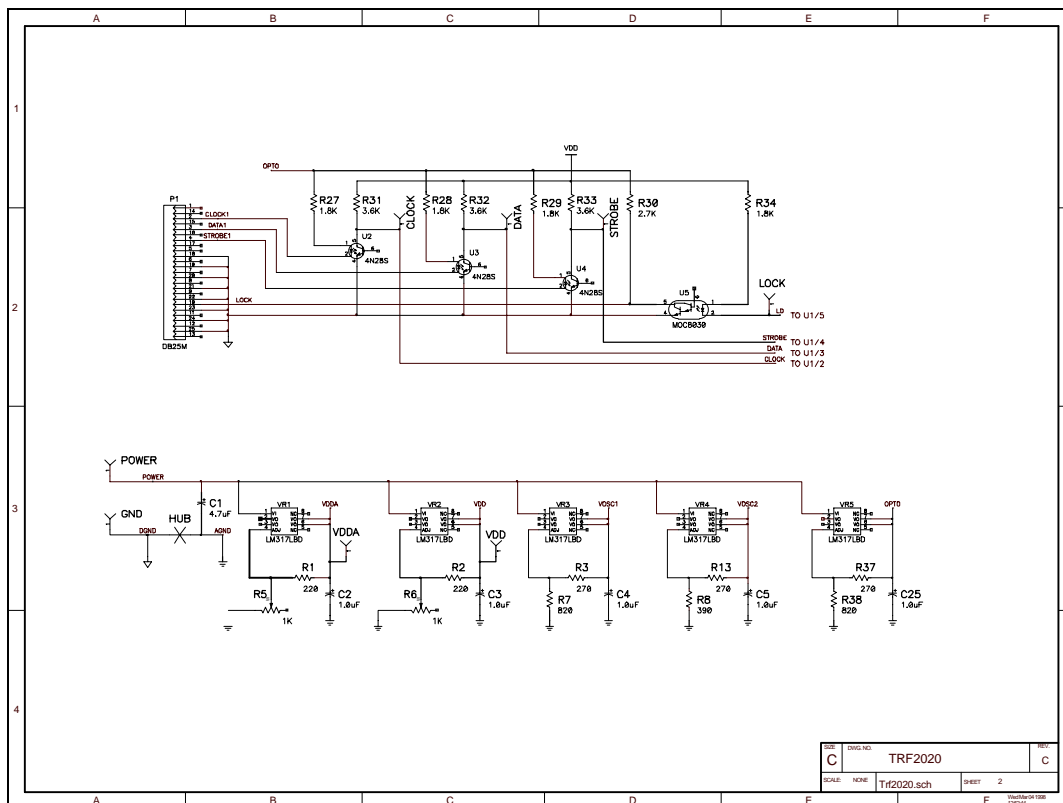 A B C D E F
1
VDD
OPTO
R27 R31 R28 R32 R29 R33 R30 R34
1.8K 3.6K 1.8K 3.6K 1.8K 3.6K 2.7K 1.8K
CLOCK DATA STROBE
P1
CLOCK1
DATA1
STROBE1
U2
4N28S
U3
4N28S
U4
4N28S
U5
MOC8030
LOCK
LOCK
2
LD TO U1/5
STROBE TO U1/4
DATA TO U1/3
CLOCK TO U1/2
DB25M
POWER
POWER
GND
HUB
DGND AGND
C1
4.7uF
3
VR1 VDDA VR2 VDD VR3 VDSC1 VR4 VDSC2 VR5 OPTO
LM317LBD LM317LBD LM317LBD LM317LBD LM317LBD
VDDA VDD
R1 R2 R3 R13 R37
220 220 270 270 270
R5 C2 R6 C3 R7 C4 R8 C5 R38 C25
1.0uF 1.0uF 820 1.0uF 390 1.0uF 820 1.0uF
1K 1K
4
SIZE DWG. NO. REV.
C TRF2020 C
SCALE: NONE Trf2020.sch SHEET 2
A B C D E F
Wed Mar 04 1998